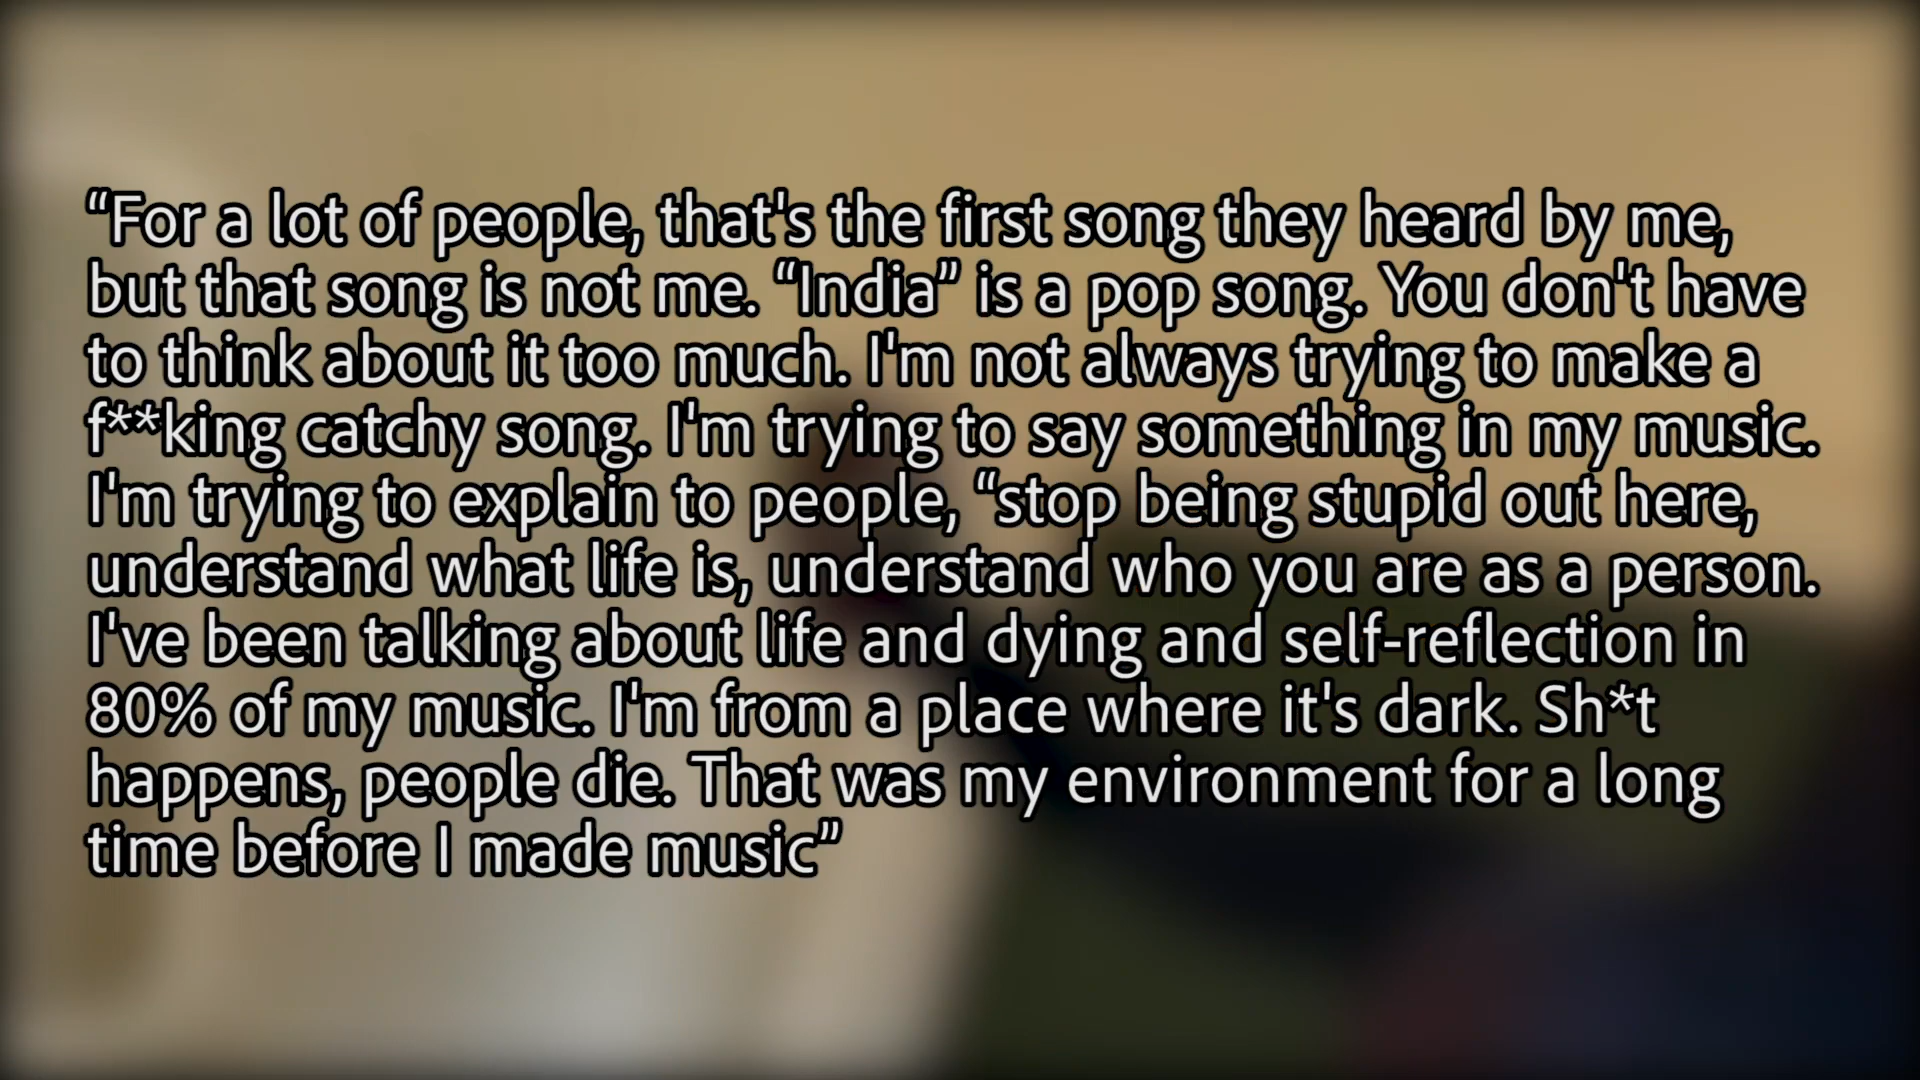 “For a lot of people, that's the first song they heard by me,
but that song is not me. “India” is a pop song. You don't have
to think about it too much. I'm not always trying to make a
f**king catchy song. I'm trying to say something in my music.
I'm trying to explain to people, “stop being stupid out here,
understand what life is, understand who you are as a person.
I've been talking about life and dying and self-reflection in
80% of my music. I'm from a place where it's dark. Sh*t
happens, people die. That was my environment for a long
time before I made music”